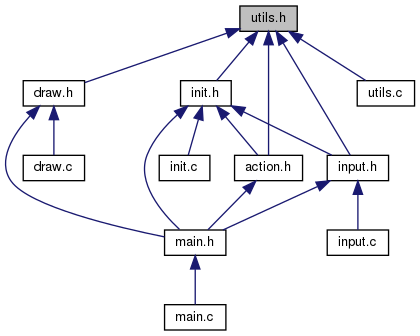 utils.h
draw.h
init.h
utils.c
draw.c
init.c
action.h
input.h
main.h
input.c
main.c